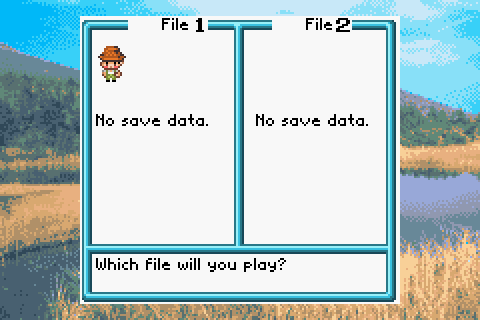 File 1
File 2
No save data.
No save data.
Which file will you play?